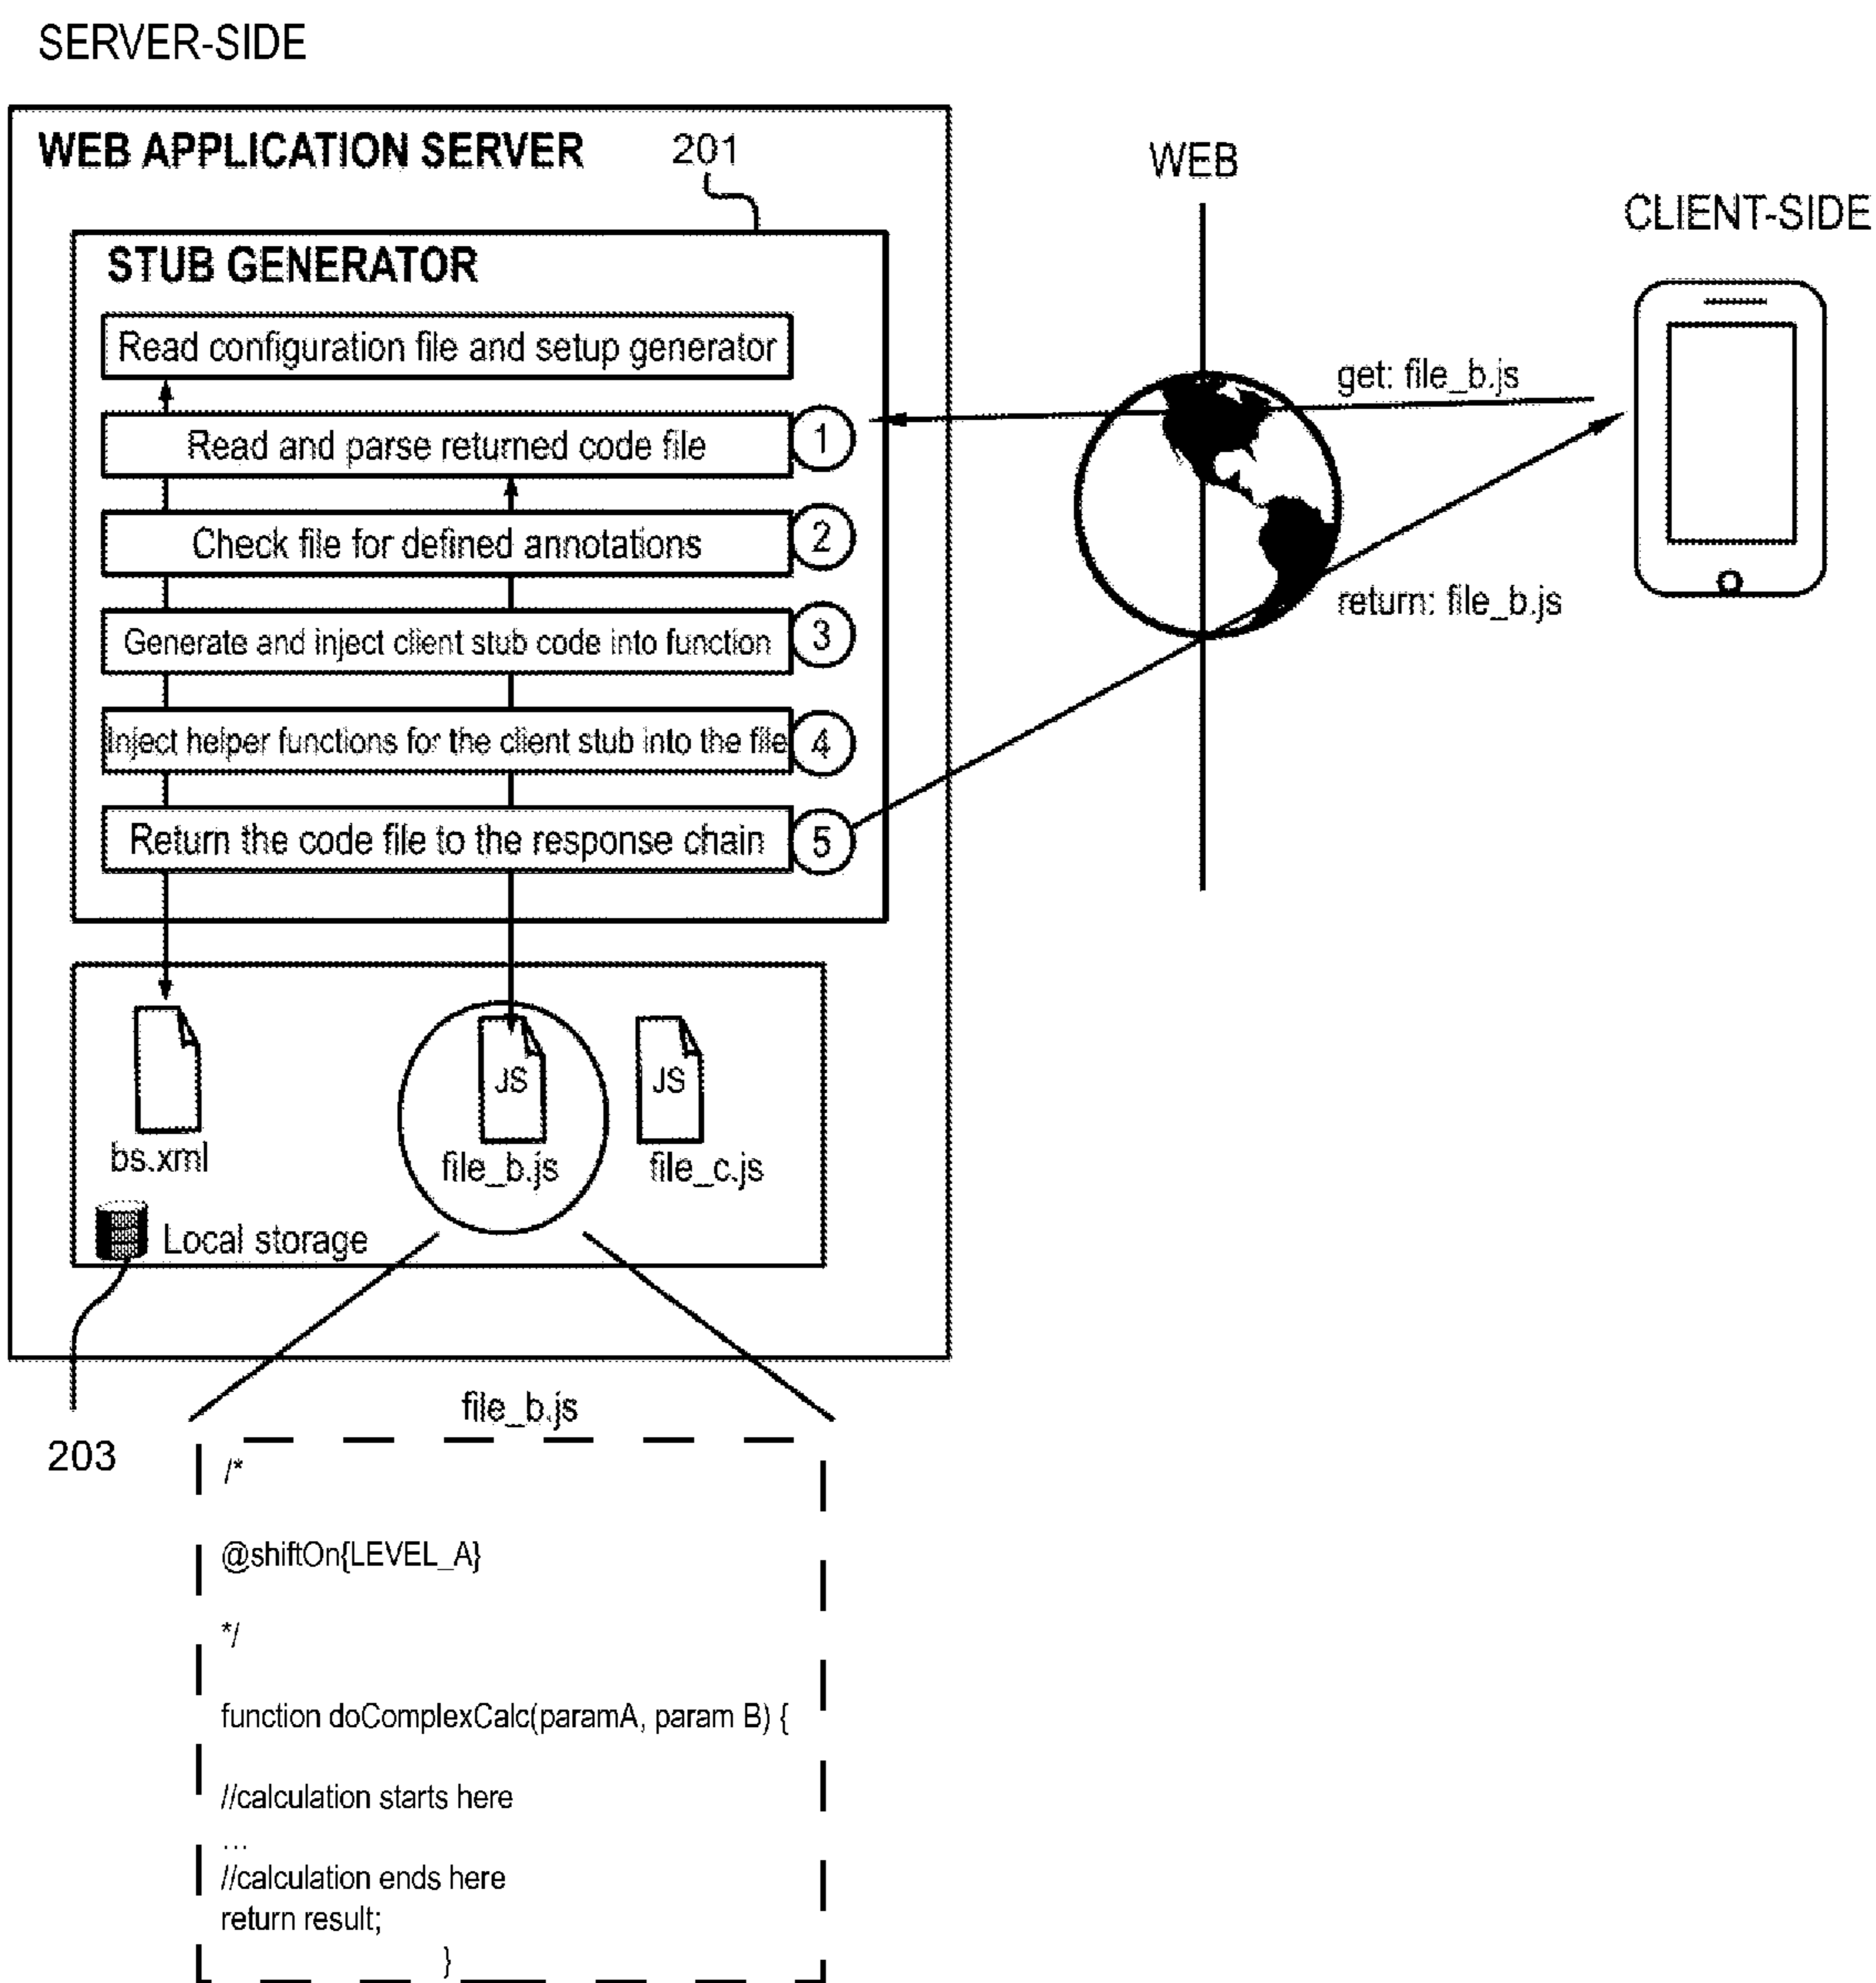 SERVER-SIDE
WEB APPLICATION SERVER
201
STUB GENERATOR
Read configuration file and setup generator
Read and parse returned code file
1
Check file for defined annotations
2
Generate and inject client stub code into function
3
Inject helper functions for the client stub into the file
4
Return the code file to the response chain
5
WEB
CLIENT-SIDE
get: file_b.js
return: file_b.js
JS
JS
bs.xml
file_b.js
file_c.js
Local storage
203
file_b.js
/*
@shiftOn{LEVEL_A}
*/
function doComplexCalc(paramA, param B) {
//calculation starts here
...
//calculation ends here
return result;
}